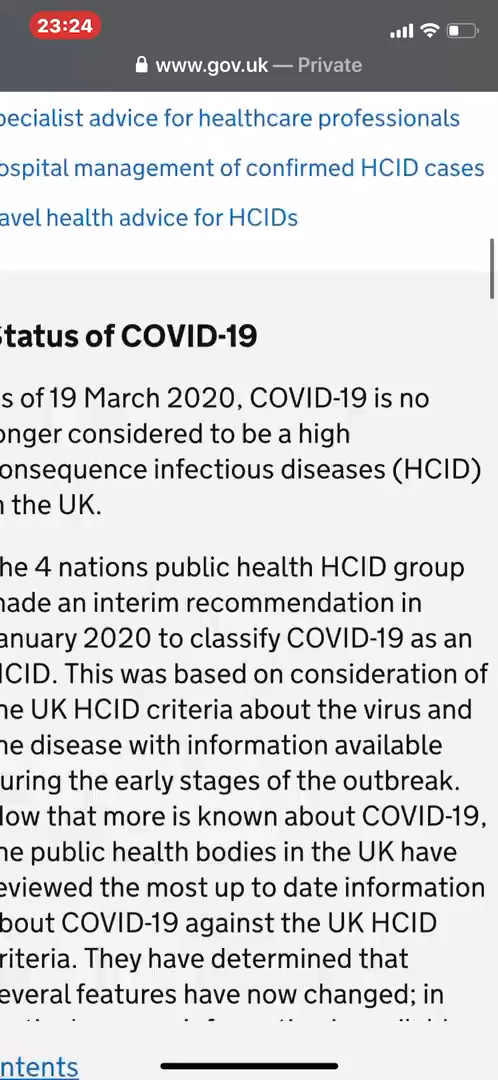 23:24
www.gov.uk — Private
pecialist advice for healthcare professionals
ospital management of confirmed HCID cases
avel health advice for HCIDs
Status of COVID-19
s of 19 March 2020, COVID-19 is no
onger considered to be a high
onsequence infectious diseases (HCID)
n the UK.
he 4 nations public health HCID group
made an interim recommendation in
anuary 2020 to classify COVID-19 as an
HCID. This was based on consideration of
he UK HCID criteria about the virus and
he disease with information available
uring the early stages of the outbreak.
Now that more is known about COVID-19,
he public health bodies in the UK have
eviewed the most up to date information
bout COVID-19 against the UK HCID
riteria. They have determined that
everal features have now changed; in
ntents